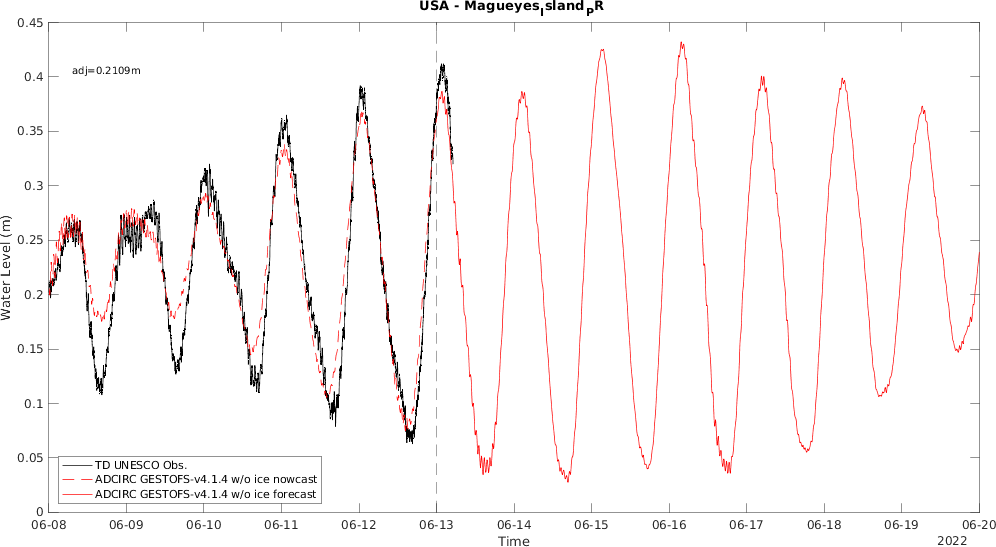 USA - Magueyes_Island_PR
0.45
adj=0.2109m
0.4
0.35
0.3
0.25
0.2
0.15
0.1
0.05
0
Water Level (m)
TD UNESCO Obs.
ADCIRC GESTOFS-v4.1.4 w/o ice nowcast
ADCIRC GESTOFS-v4.1.4 w/o ice forecast
06-08 06-09 06-10 06-11 06-12 06-13 06-14 06-15 06-16 06-17 06-18 06-19 06-20
Time
2022